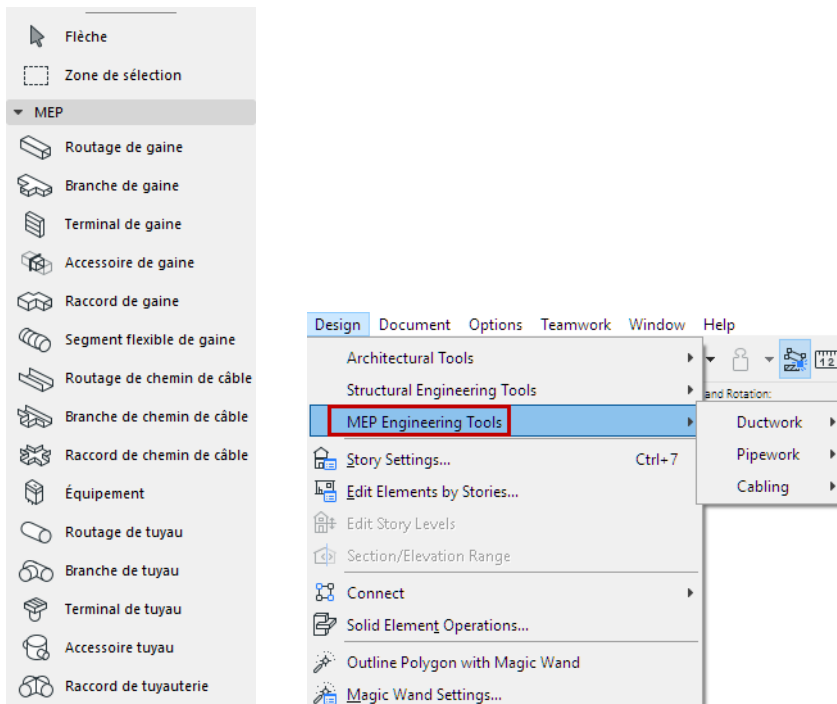 Flèche
Zone de sélection
MEP
Routage de gaine
Branche de gaine
Terminal de gaine
Accessoire de gaine
Raccord de gaine
Segment flexible de gaine
Routage de chemin de câble
Branche de chemin de câble
Raccord de chemin de câble
Équipement
Routage de tuyau
Branche de tuyau
Terminal de tuyau
Accessoire tuyau
Raccord de tuyauterie
Design Document Options Teamwork Window Help
Architectural Tools
Structural Engineering Tools
and Rotation:
MEP Engineering Tools
Ductwork
Pipework
Cabling
Story Settings... Ctrl+7
Edit Elements by Stories...
Edit Story Levels
Section/Elevation Range
Connect
Solid Element Operations...
Outline Polygon with Magic Wand
Magic Wand Settings...
12